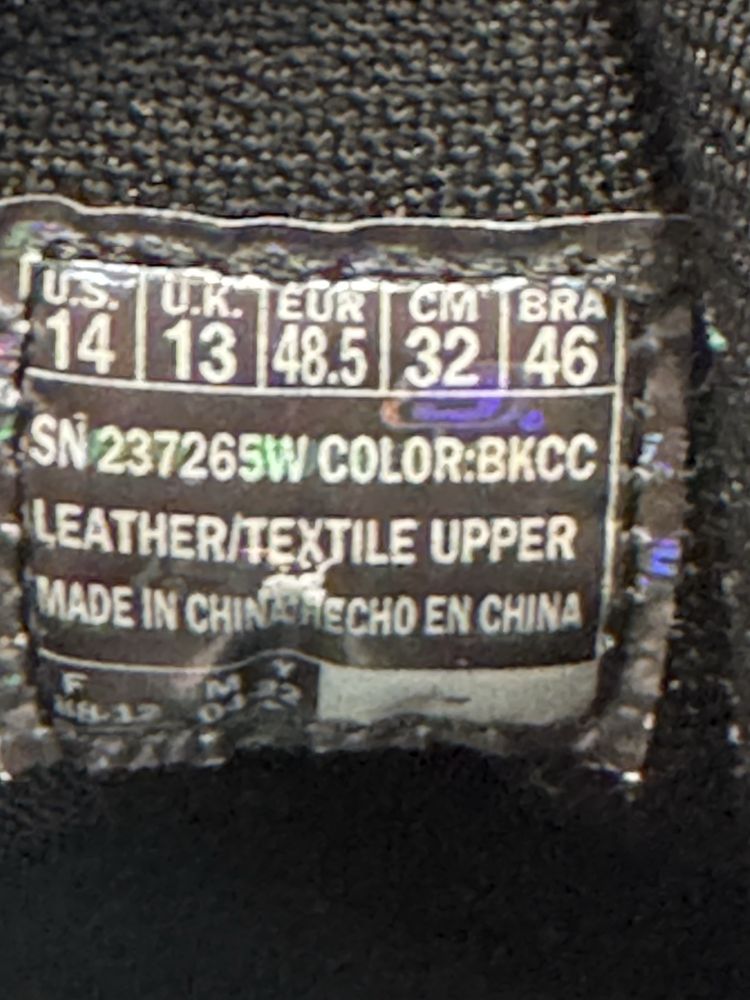 U.S. U.K. EUR CM BRA
14 13 48.5 32 46
SN 237265W COLOR:BKCC
LEATHER/TEXTILE UPPER
MADE IN CHINA HECHO EN CHINA
F M Y